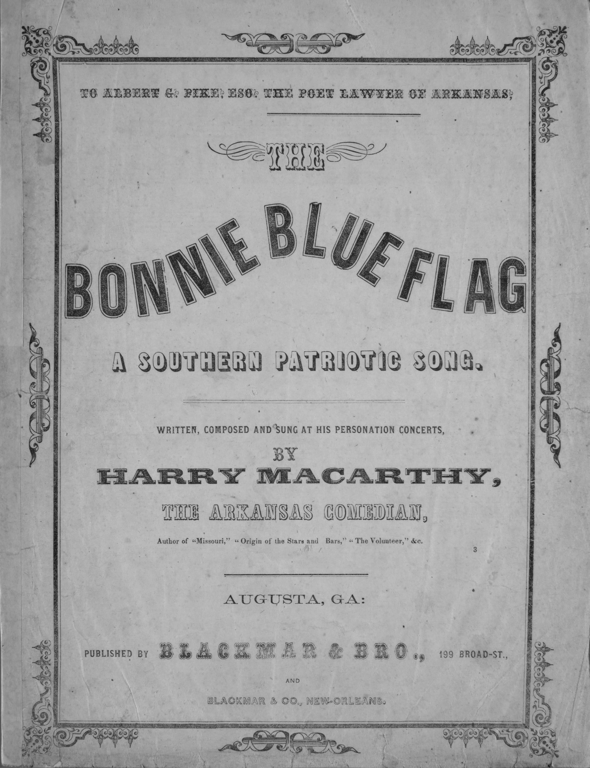 TO ALBERT G. PIKE, ESQ. THE POET LAWYER OF ARKANSAS,
THE
BONNIE BLUE FLAG
A SOUTHERN PATRIOTIC SONG.
WRITTEN, COMPOSED AND SUNG AT HIS PERSONATION CONCERTS,
BY
HARRY MACARTHY,
THE ARKANSAS COMEDIAN,
Author of "Missouri," "Origin of the Stars and Bars," "The Volunteer," &c.
3
AUGUSTA, GA:
PUBLISHED BY BLACKMAR & BRO., 199 BROAD-ST.,
AND
BLACKMAR & CO., NEW-ORLEANS.